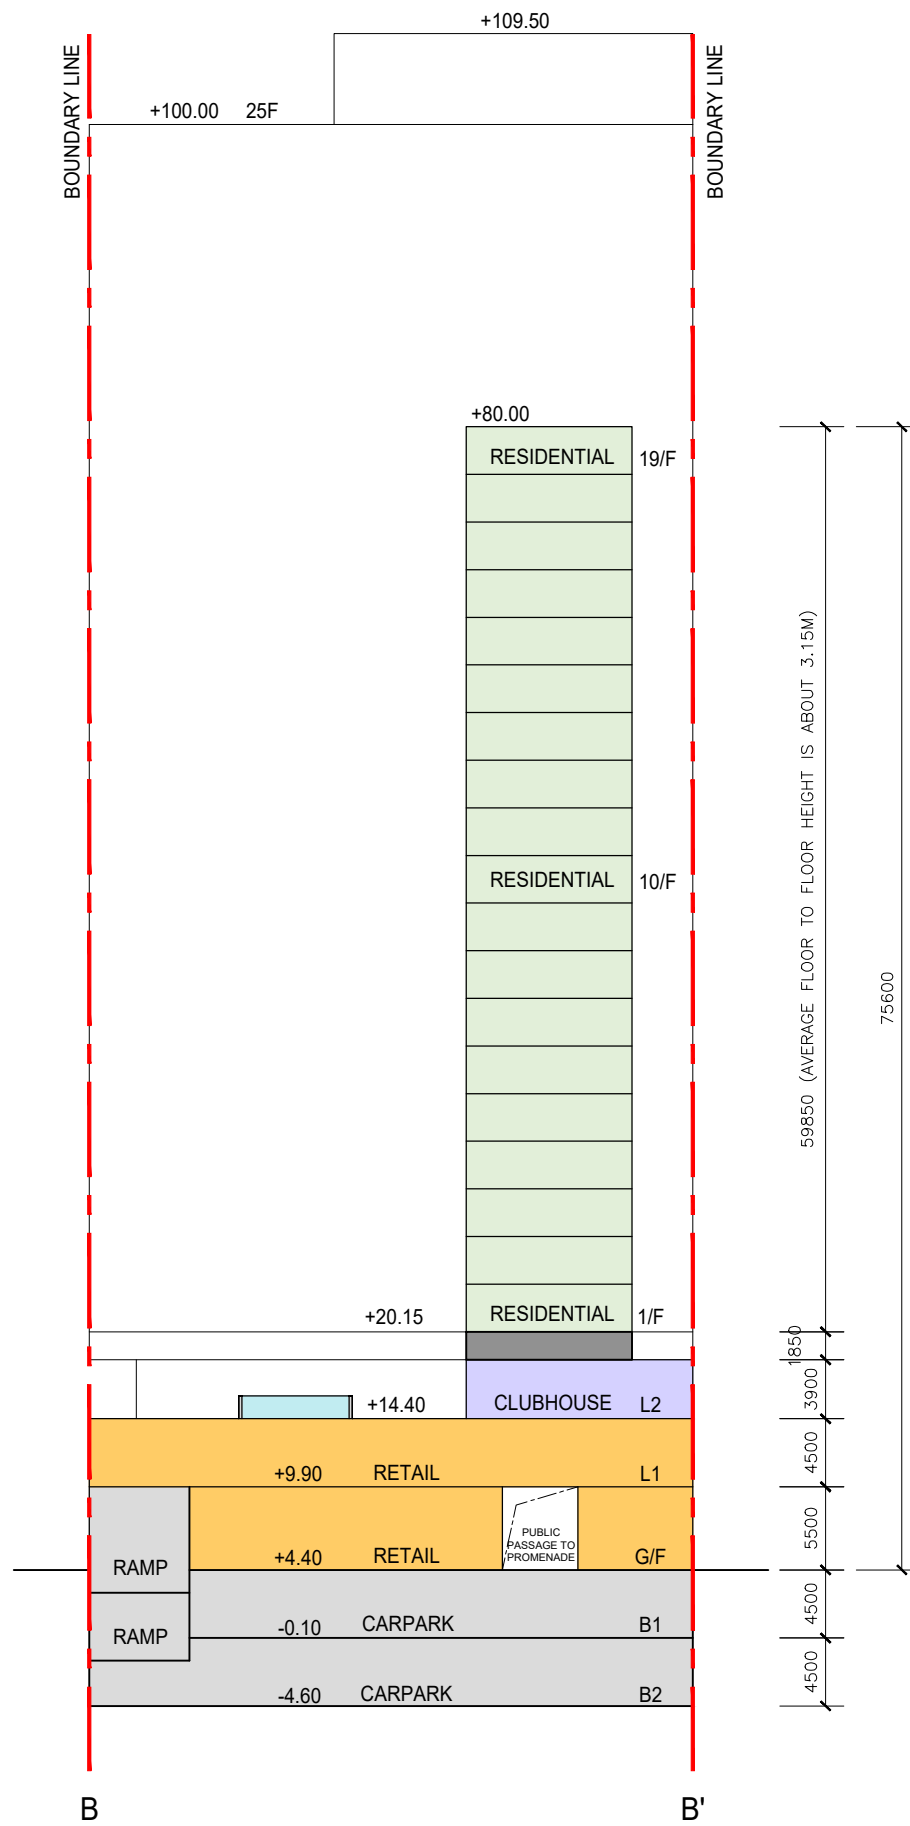 +109.50
BOUNDARY LINE
BOUNDARY LINE
+100.00 25F
+80.00
RESIDENTIAL 19/F
RESIDENTIAL 10/F
59850 (AVERAGE FLOOR TO FLOOR HEIGHT IS ABOUT 3.15M)
75600
+20.15 RESIDENTIAL 1/F
1850
+14.40 CLUBHOUSE L2
3900
+9.90 RETAIL L1
4500
PUBLIC
PASSAGE TO
PROMENADE
5500
RAMP +4.40 RETAIL G/F
RAMP -0.10 CARPARK B1
4500
-4.60 CARPARK B2
4500
B B'